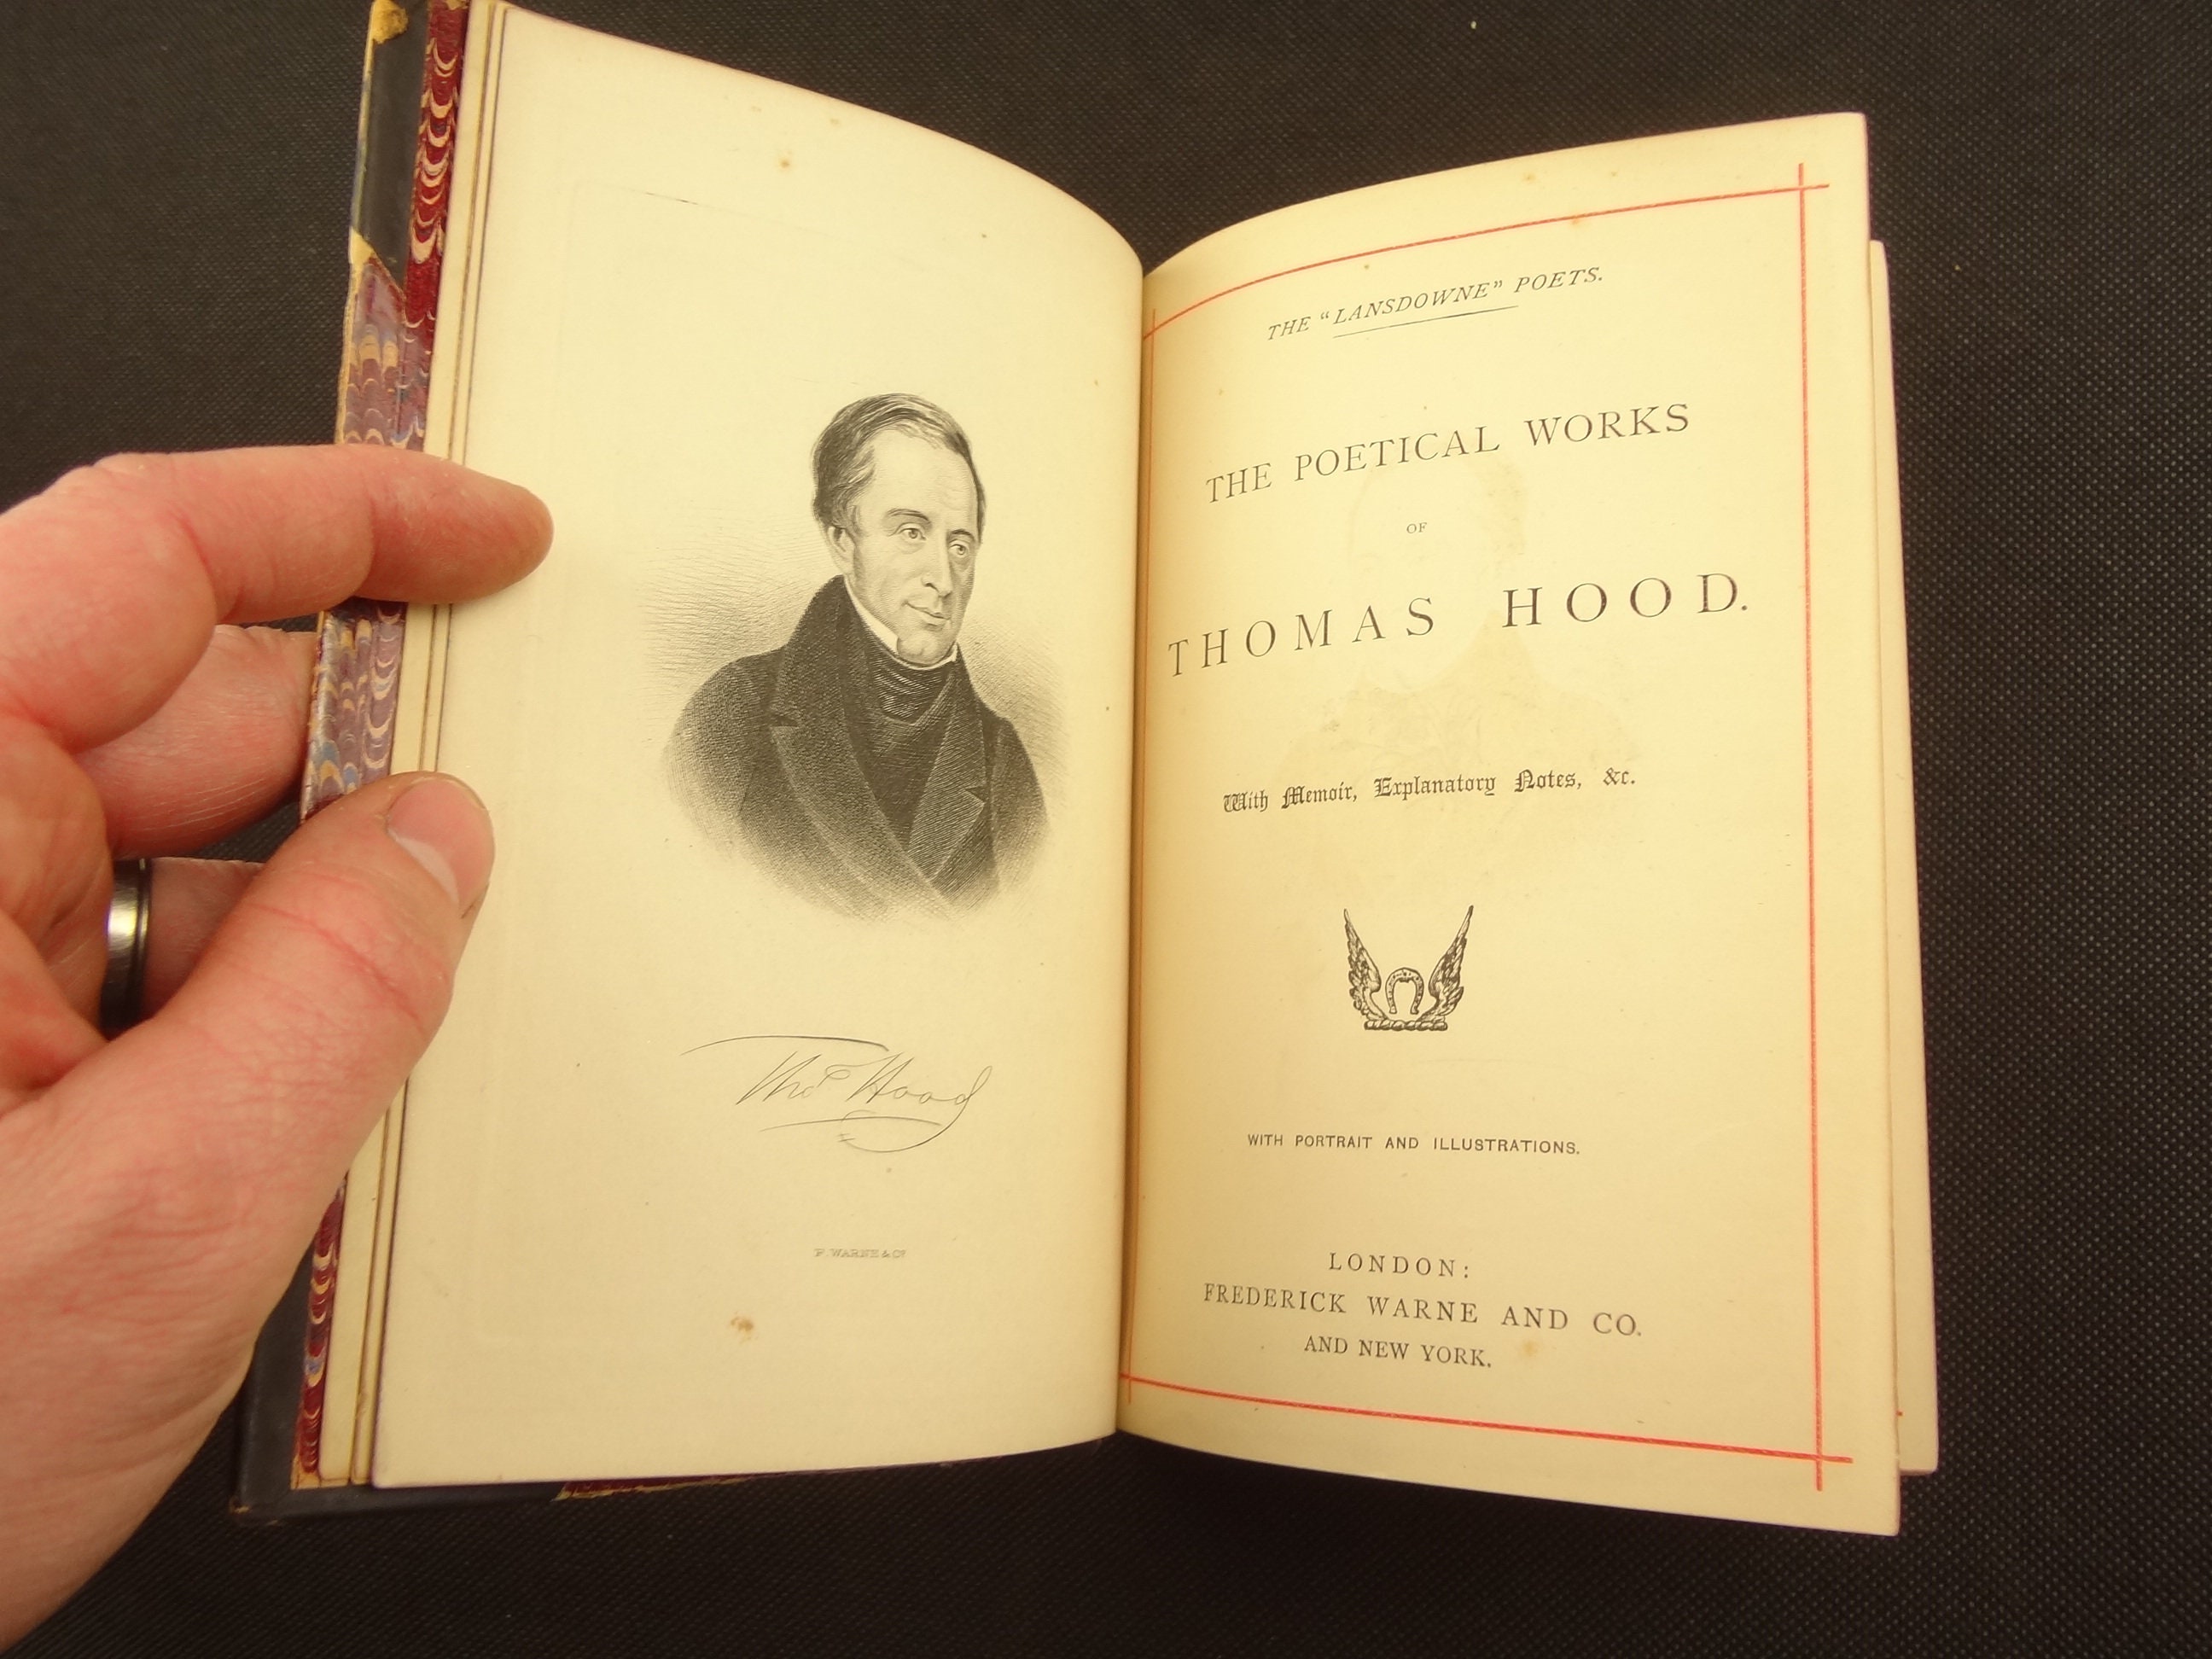 Thos Hood
F. WARNE & Co
THE "LANSDOWNE" POETS.
THE POETICAL WORKS
OF
THOMAS HOOD.
With Memoir, Explanatory Notes, &c.
WITH PORTRAIT AND ILLUSTRATIONS.
LONDON:
FREDERICK WARNE AND CO.
AND NEW YORK.